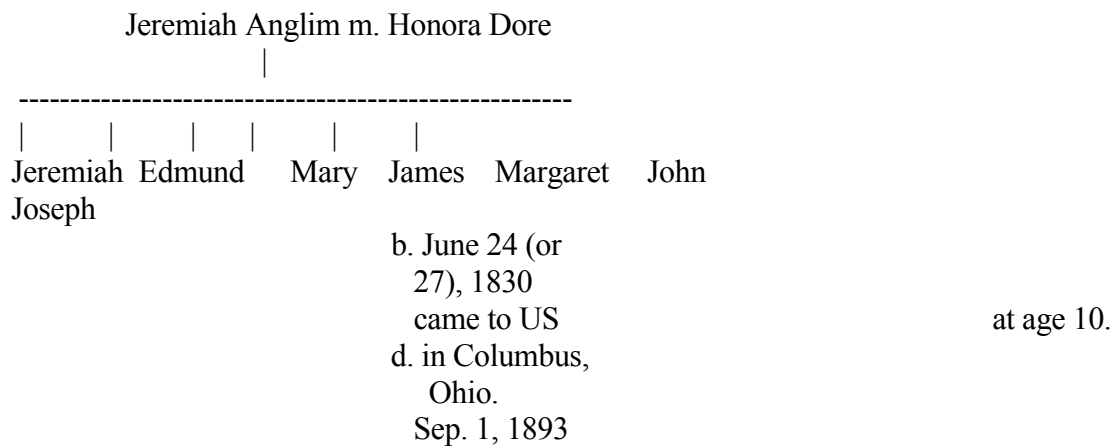 Jeremiah Anglim m. Honora Dore
|
------------------------------------------------------
| | | | | |
Jeremiah Edmund Mary James Margaret John
Joseph
b. June 24 (or
27), 1830
came to US at age 10.
d. in Columbus,
Ohio.
Sep. 1, 1893